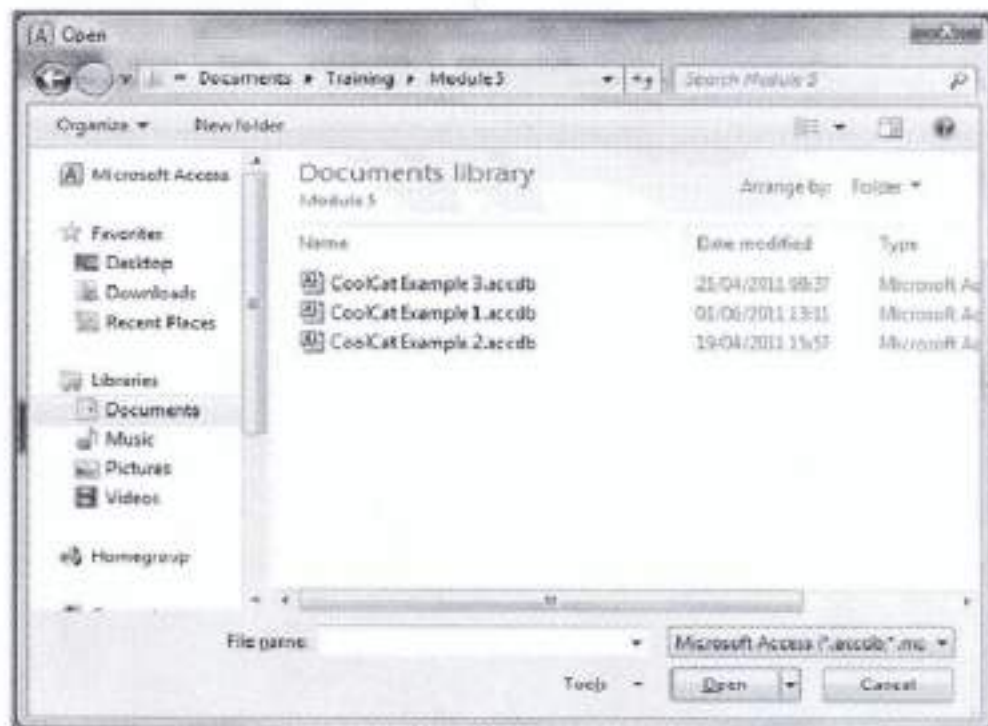 Open
Documents ▸ Training ▸ Module 5
Search Module 5
Organize
New folder
Microsoft Access
Favorites
Desktop
Downloads
Recent Places
Libraries
Documents
Music
Pictures
Videos
Homegroup
Documents library
Module 5
Arrange by: Folder
Name Date modified Type
CoolCat Example 3.accdb 21/04/2011 Microsoft Ac
CoolCat Example 1.accdb 01/06/2011 13:11 Microsoft Ac
CoolCat Example 2.accdb 19/04/2011 15:57 Microsoft Ac
File name:
Microsoft Access (*.accdb;*.mc
Tools
Open
Cancel